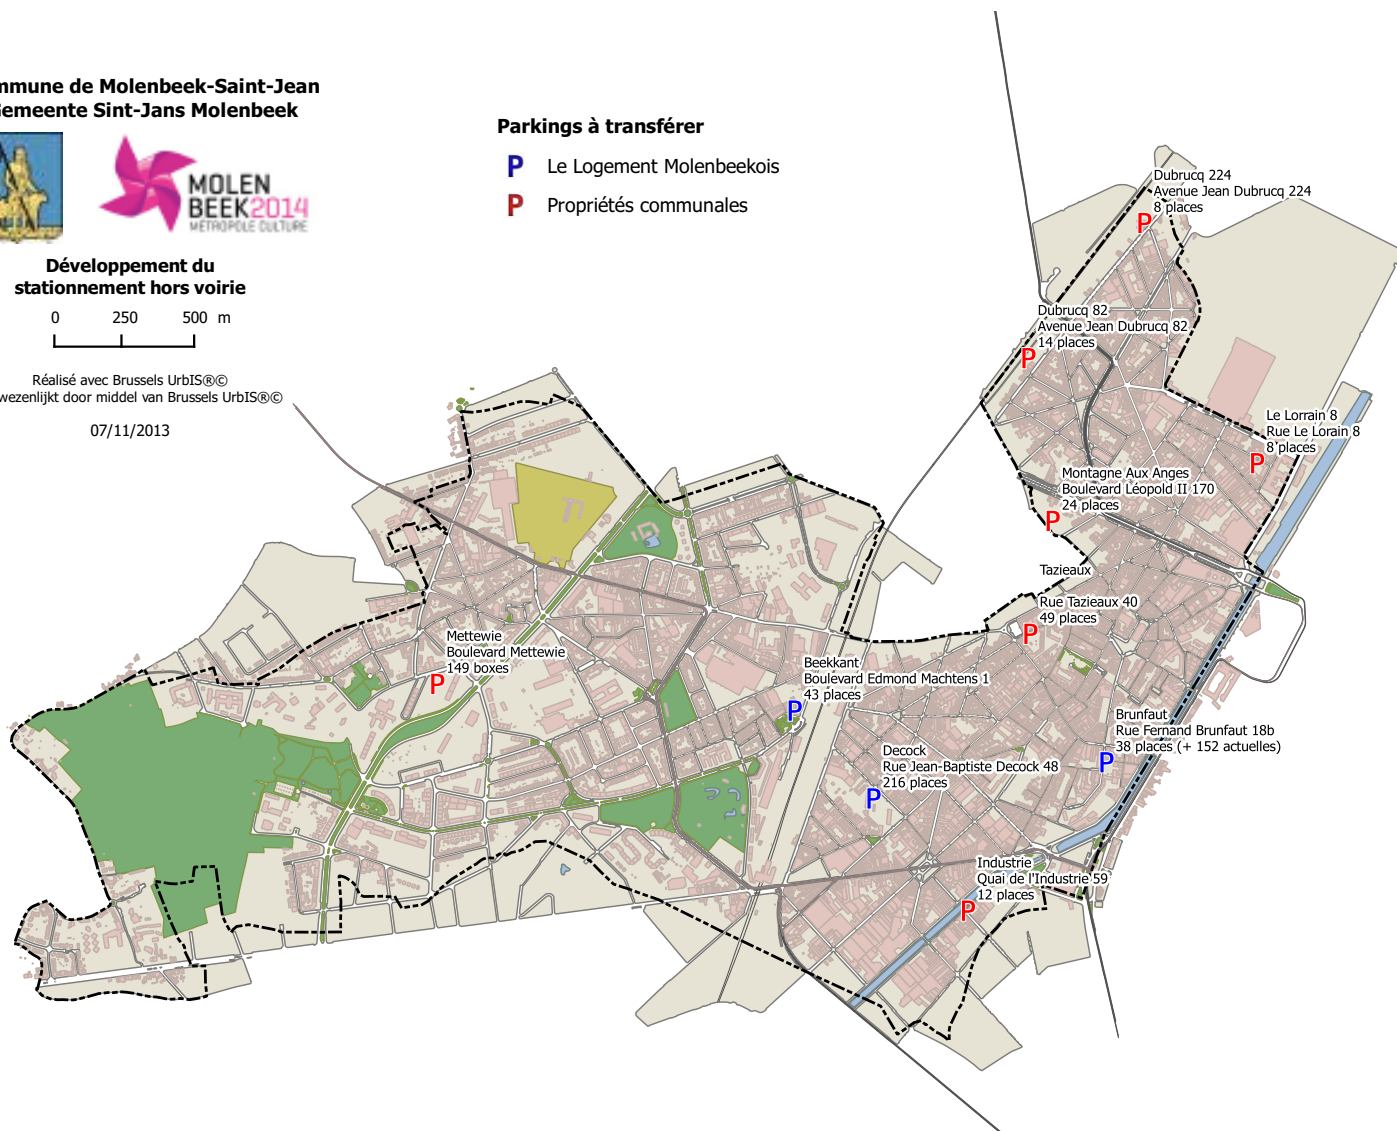 mmune de Molenbeek-Saint-Jean
Gemeente Sint-Jans Molenbeek
MOLEN
BEEK2014
METROPOLE CULTURE
Développement du
stationnement hors voirie
0 250 500 m
Réalisé avec Brussels UrbIS®©
wezenlijkt door middel van Brussels UrbIS®©
07/11/2013
Parkings à transférer
P Le Logement Molenbeekois
P Propriétés communales
Dubrucq 224
Avenue Jean Dubrucq 224
8 places
P
Dubrucq 82
Avenue Jean Dubrucq 82
14 places
P
Le Lorrain 8
Rue Le Lorain 8
8 places
P
Montagne Aux Anges
Boulevard Léopold II 170
24 places
P
Tazieaux
Rue Tazieaux 40
49 places
P
Mettewie
Boulevard Mettewie
149 boxes
P
Beekkant
Boulevard Edmond Machtens 1
43 places
P
Brunfaut
Rue Fernand Brunfaut 18b
38 places (+ 152 actuelles)
P
Decock
Rue Jean-Baptiste Decock 48
216 places
P
Industrie
Quai de l'Industrie 59
12 places
P